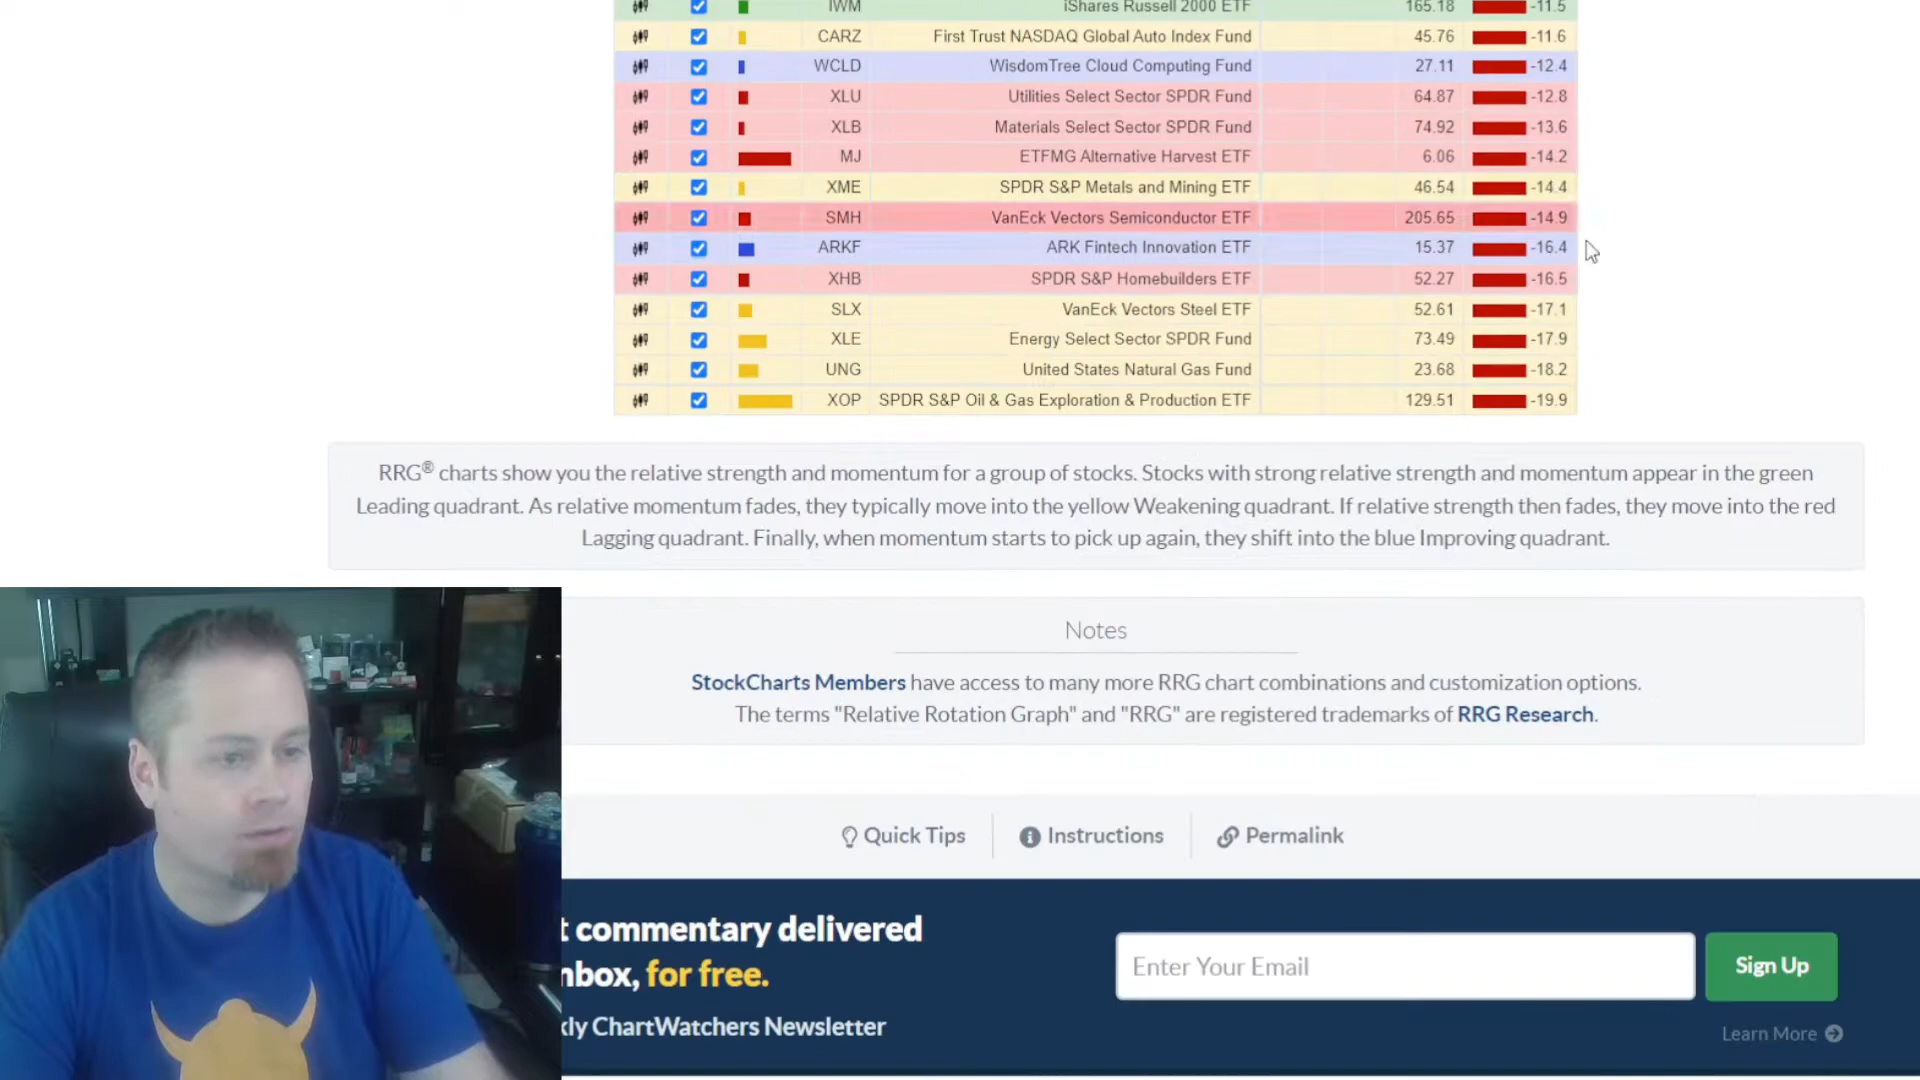 IWM iShares Russell 2000 ETF 165.18 -11.5
CARZ First Trust NASDAQ Global Auto Index Fund 45.76 -11.6
WCLD WisdomTree Cloud Computing Fund 27.11 -12.4
XLU Utilities Select Sector SPDR Fund 64.87 -12.8
XLB Materials Select Sector SPDR Fund 74.92 -13.6
MJ ETFMG Alternative Harvest ETF 6.06 -14.2
XME SPDR S&P Metals and Mining ETF 46.54 -14.4
SMH VanEck Vectors Semiconductor ETF 205.65 -14.9
ARKF ARK Fintech Innovation ETF 15.37 -16.4
XHB SPDR S&P Homebuilders ETF 52.27 -16.5
SLX VanEck Vectors Steel ETF 52.61 -17.1
XLE Energy Select Sector SPDR Fund 73.49 -17.9
UNG United States Natural Gas Fund 23.68 -18.2
XOP SPDR S&P Oil & Gas Exploration & Production ETF 129.51 -19.9
RRG® charts show you the relative strength and momentum for a group of stocks. Stocks with strong relative strength and momentum appear in the green
Leading quadrant. As relative momentum fades, they typically move into the yellow Weakening quadrant. If relative strength then fades, they move into the red
Lagging quadrant. Finally, when momentum starts to pick up again, they shift into the blue Improving quadrant.
Notes
StockCharts Members have access to many more RRG chart combinations and customization options.
The terms "Relative Rotation Graph" and "RRG" are registered trademarks of RRG Research.
Quick Tips Instructions Permalink
t commentary delivered
nbox, for free.
kly ChartWatchers Newsletter
Enter Your Email
Sign Up
Learn More